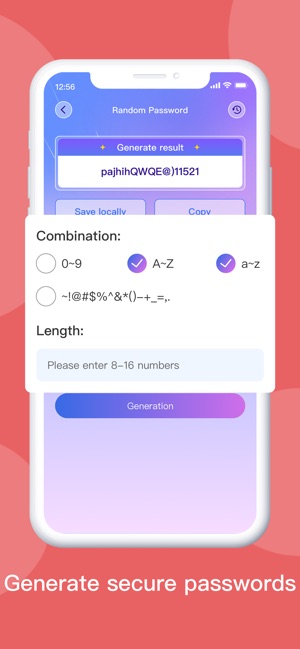 12:56
Random Password
Generate result
pajhihQWQE@)11521
Save locally Copy
Combination:
0~9 A~Z a~z
~!@#$%^&*()-+_=,.
Length:
Please enter 8-16 numbers
Generation
Generate secure passwords